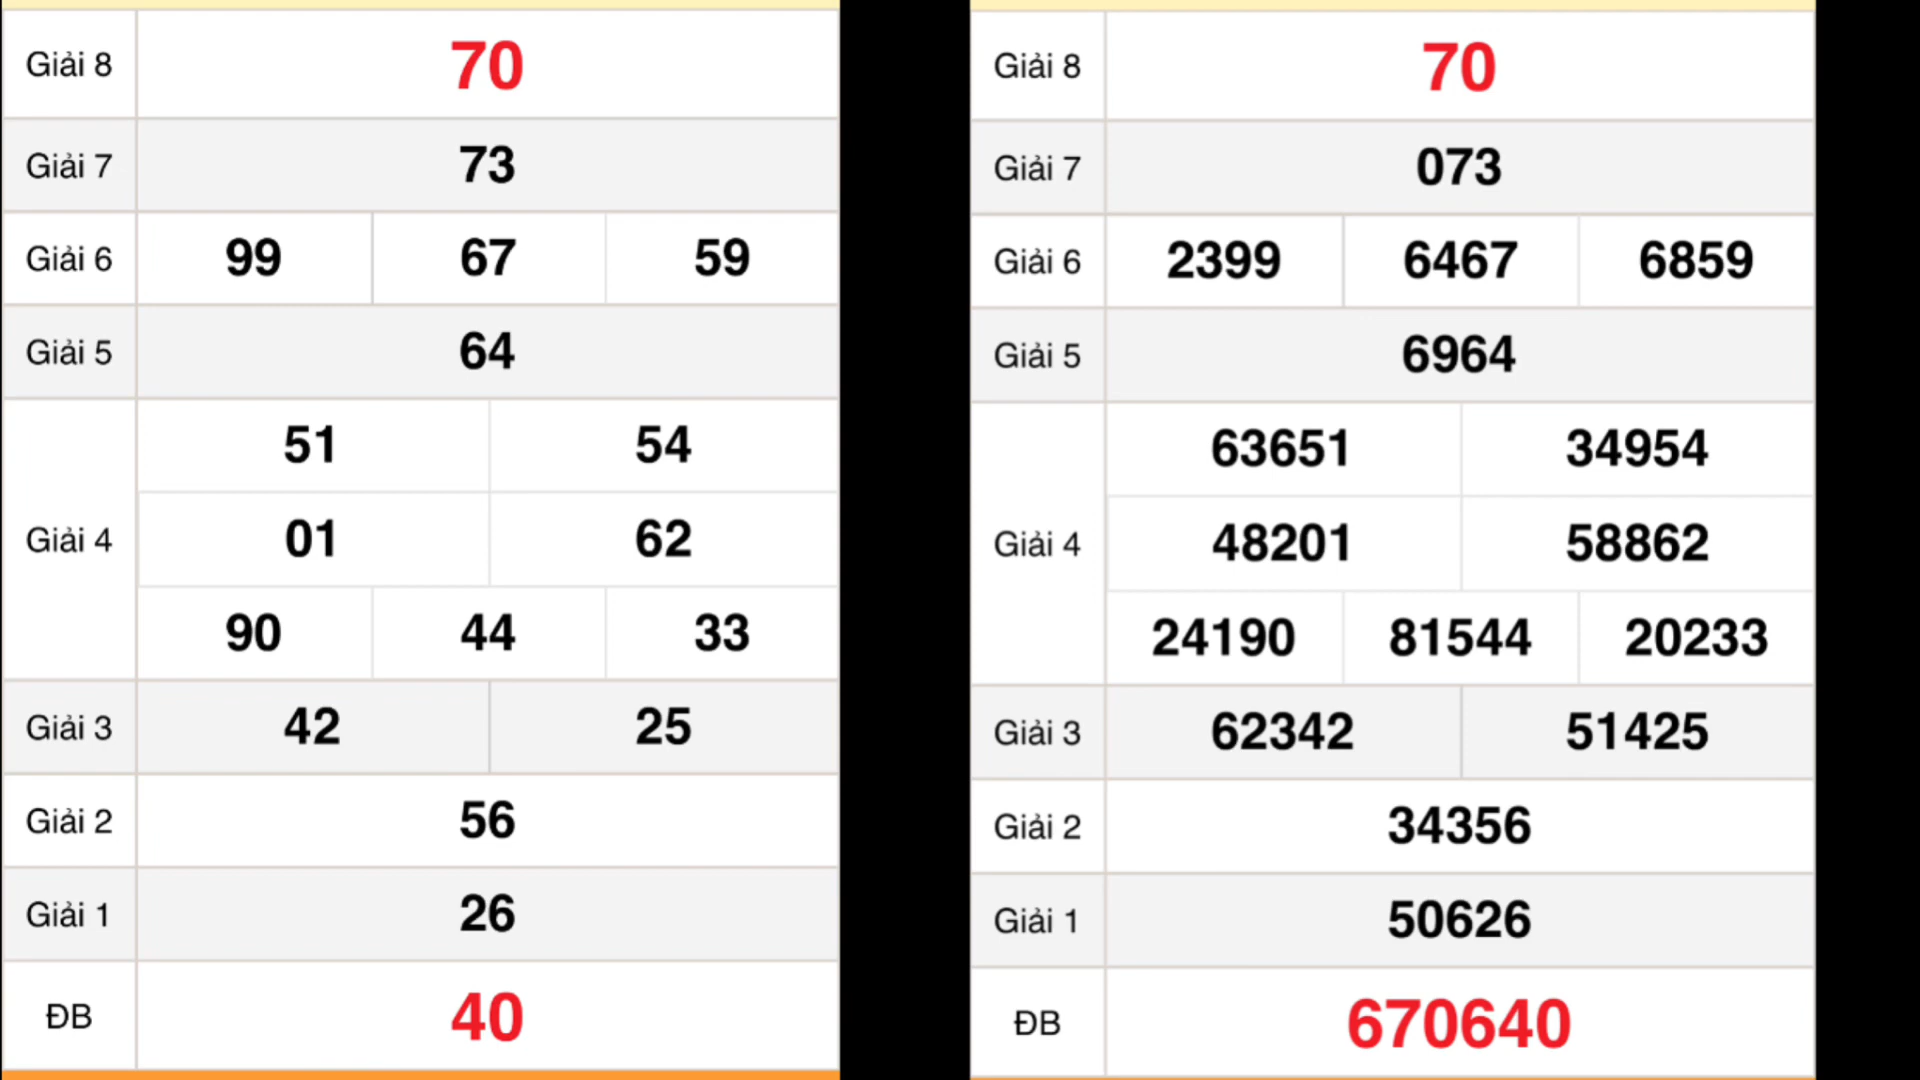 Giải 8 70
Giải 7 73
Giải 6 99 67 59
Giải 5 64
51 54
Giải 4 01 62
90 44 33
Giải 3 42 25
Giải 2 56
Giải 1 26
ĐB 40
Giải 8 70
Giải 7 073
Giải 6 2399 6467 6859
Giải 5 6964
63651 34954
Giải 4 48201 58862
24190 81544 20233
Giải 3 62342 51425
Giải 2 34356
Giải 1 50626
ĐB 670640